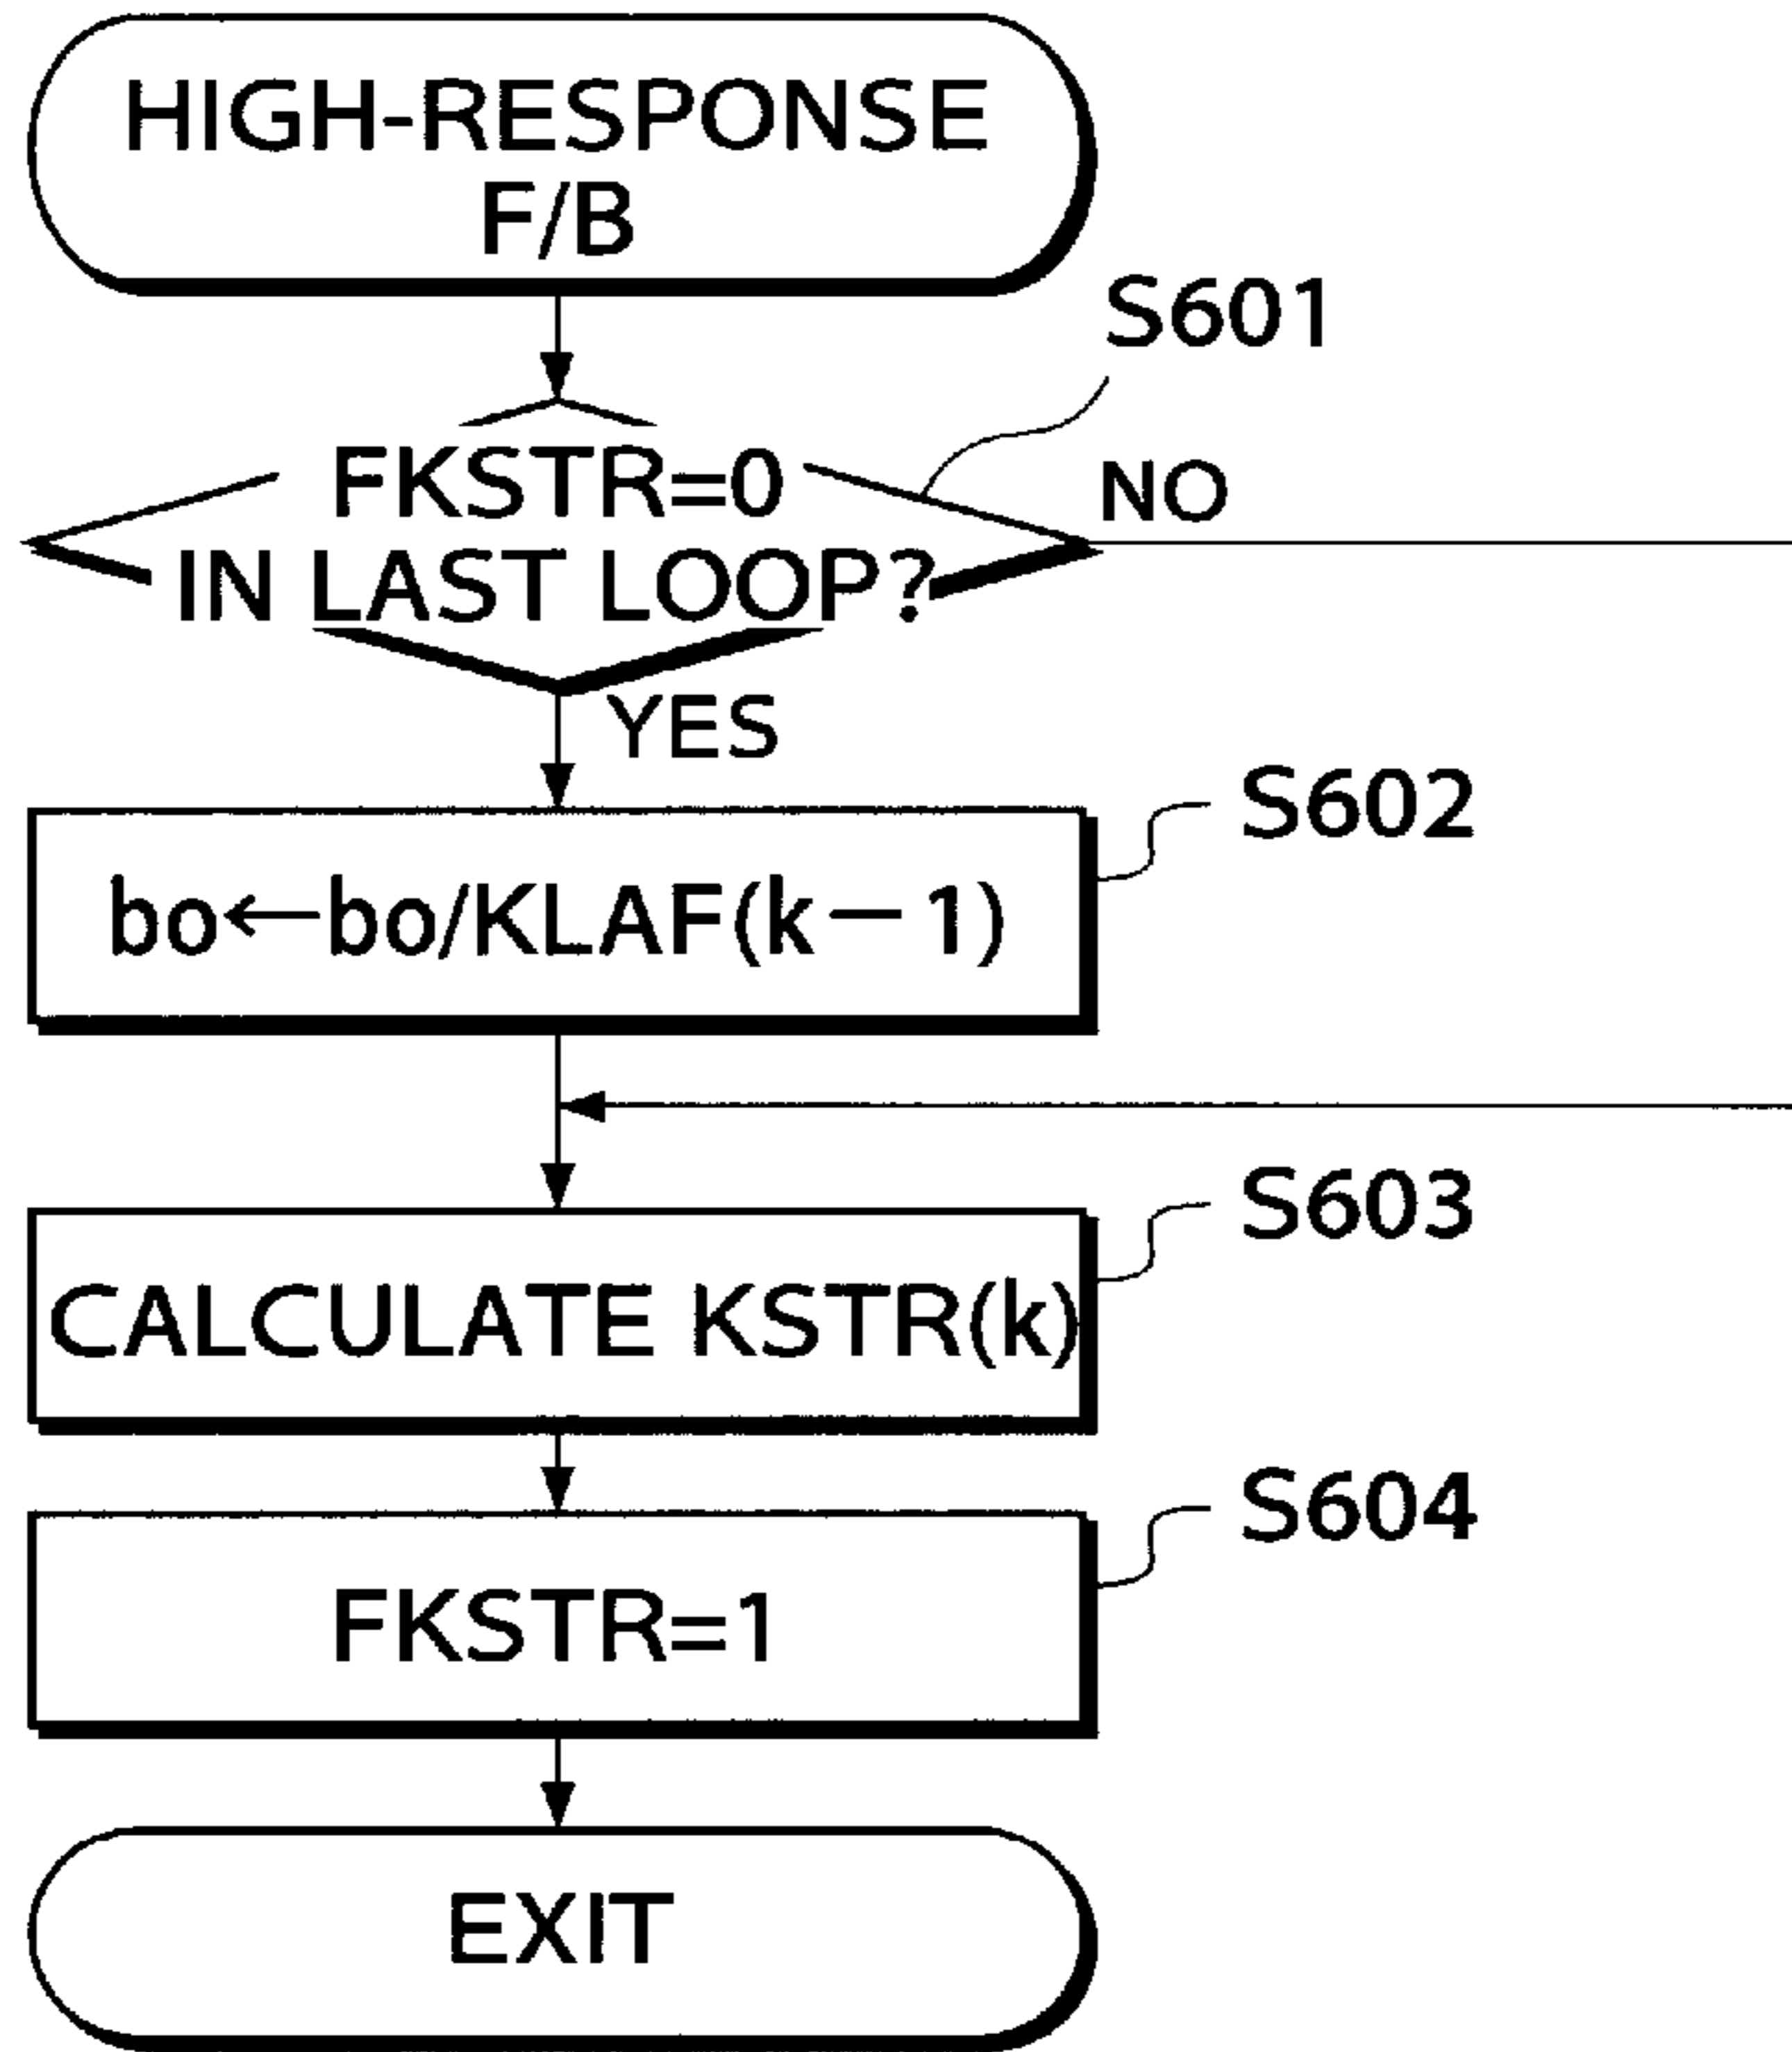 HIGH-RESPONSE
F/B
S601
FKSTR=0
NO
IN LAST LOOP?
YES
S602
bo←bo/KLAF(k−1)
S603
CALCULATE KSTR(k)
S604
FKSTR=1
EXIT